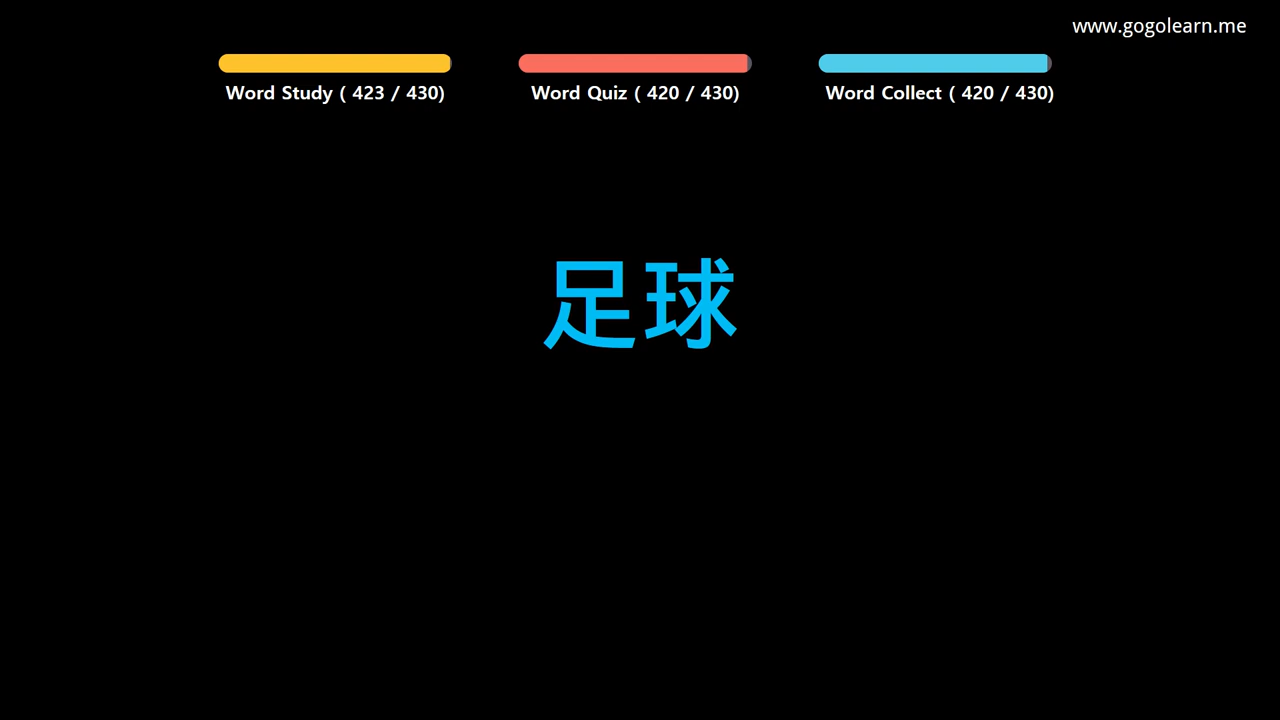 www.gogolearn.me
Word Study ( 423 / 430)
Word Quiz ( 420 / 430)
Word Collect ( 420 / 430)
足球